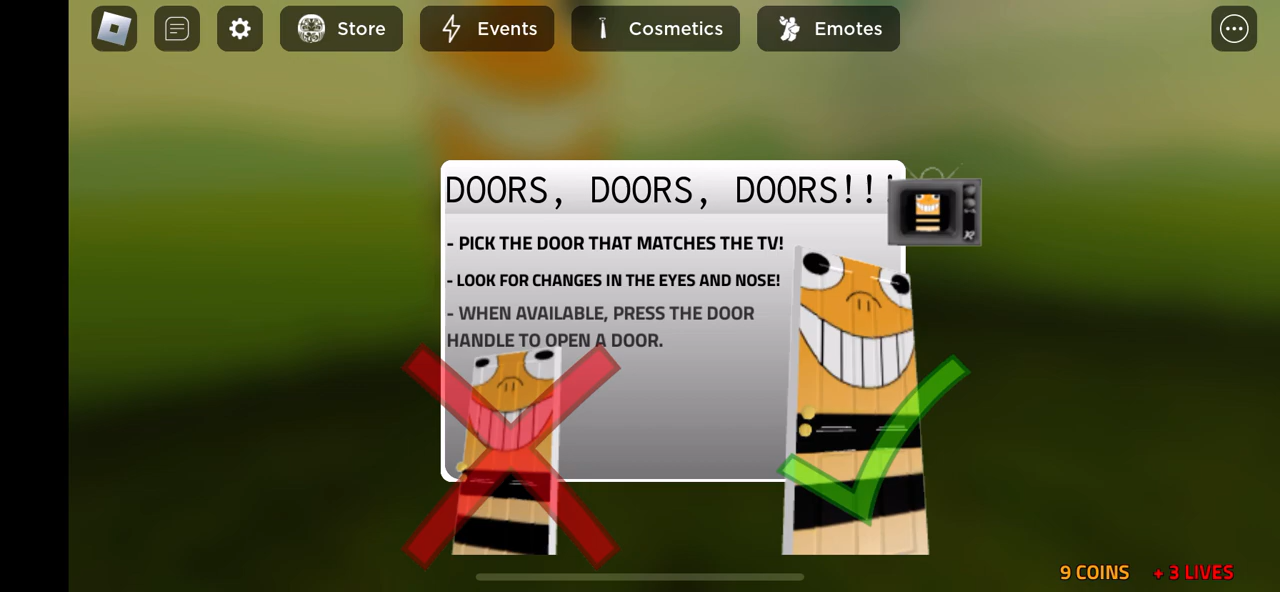 Store
Events
Cosmetics
Emotes
DOORS, DOORS, DOORS!!!
- PICK THE DOOR THAT MATCHES THE TV!
- LOOK FOR CHANGES IN THE EYES AND NOSE!
- WHEN AVAILABLE, PRESS THE DOOR
HANDLE TO OPEN A DOOR.
9 COINS
+ 3 LIVES